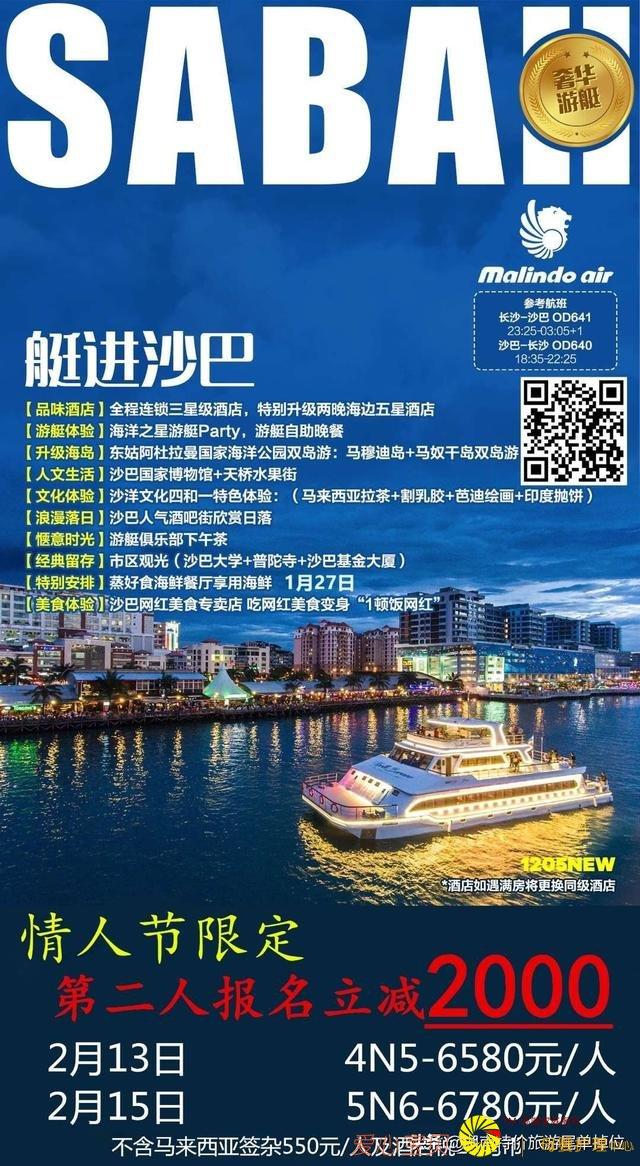 SABAH
奢华
游艇
Malindo air
参考航班
长沙-沙巴 OD641
23:25-03:05+1
沙巴-长沙 OD640
18:35-22:25
艇进沙巴
【品味酒店】全程连锁三星级酒店，特别升级两晚海边五星酒店
【游艇体验】海洋之星游艇Party，游艇自助晚餐
【升级海岛】东姑阿杜拉曼国家海洋公园双岛游：马穆迪岛+马奴干岛双岛游
【人文生活】沙巴国家博物馆+天桥水果街
【文化体验】沙洋文化四和一特色体验：（马来西亚拉茶+割乳胶+芭迪绘画+印度抛饼）
【浪漫落日】沙巴人气酒吧街欣赏日落
【惬意时光】游艇俱乐部下午茶
【经典留存】市区观光（沙巴大学+普陀寺+沙巴基金大厦）
【特别安排】蒸好食海鲜餐厅享用海鲜 1月27日
【美食体验】沙巴网红美食专卖店 吃网红美食变身“1顿饭网红”
1205NEW
*酒店如遇满房将更换同级酒店
情人节限定
第二人报名立减2000
2月13日 4N5-6580元/人
2月15日 5N6-6780元/人
不含马来西亚签杂550元/人及酒店税
特价旅游尾单掉位